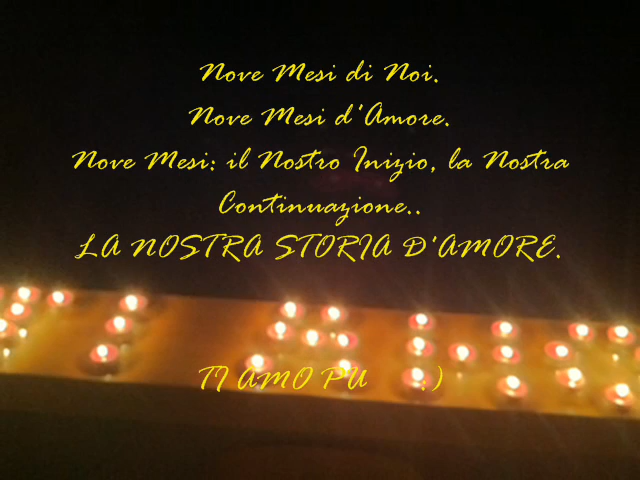 Nove Mesi di Noi.
Nove Mesi d'Amore.
Nove Mesi: il Nostro Inizio, la Nostra
Continuazione..
LA NOSTRA STORIA D'AMORE.
TI AMO PU :)